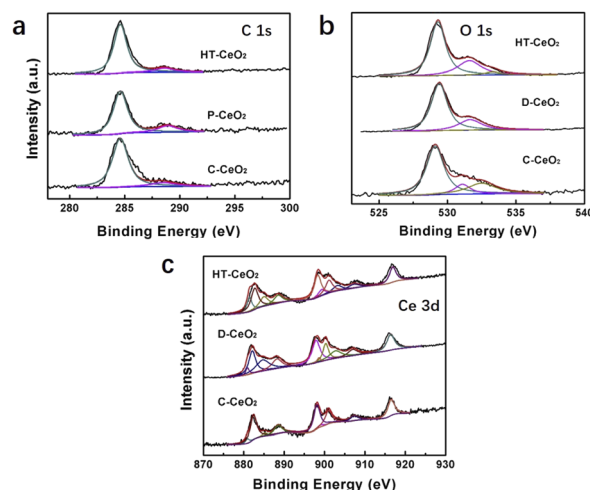 a
C 1s
HT-CeO₂
P-CeO₂
C-CeO₂
Intensity (a.u.)
280 285 290 295 300
Binding Energy (eV)
b
O 1s
HT-CeO₂
D-CeO₂
C-CeO₂
Intensity (a.u.)
525 530 535 540
Binding Energy (eV)
c
HT-CeO₂
Ce 3d
D-CeO₂
C-CeO₂
Intensity (a.u.)
870 880 890 900 910 920 930
Binding Energy (eV)